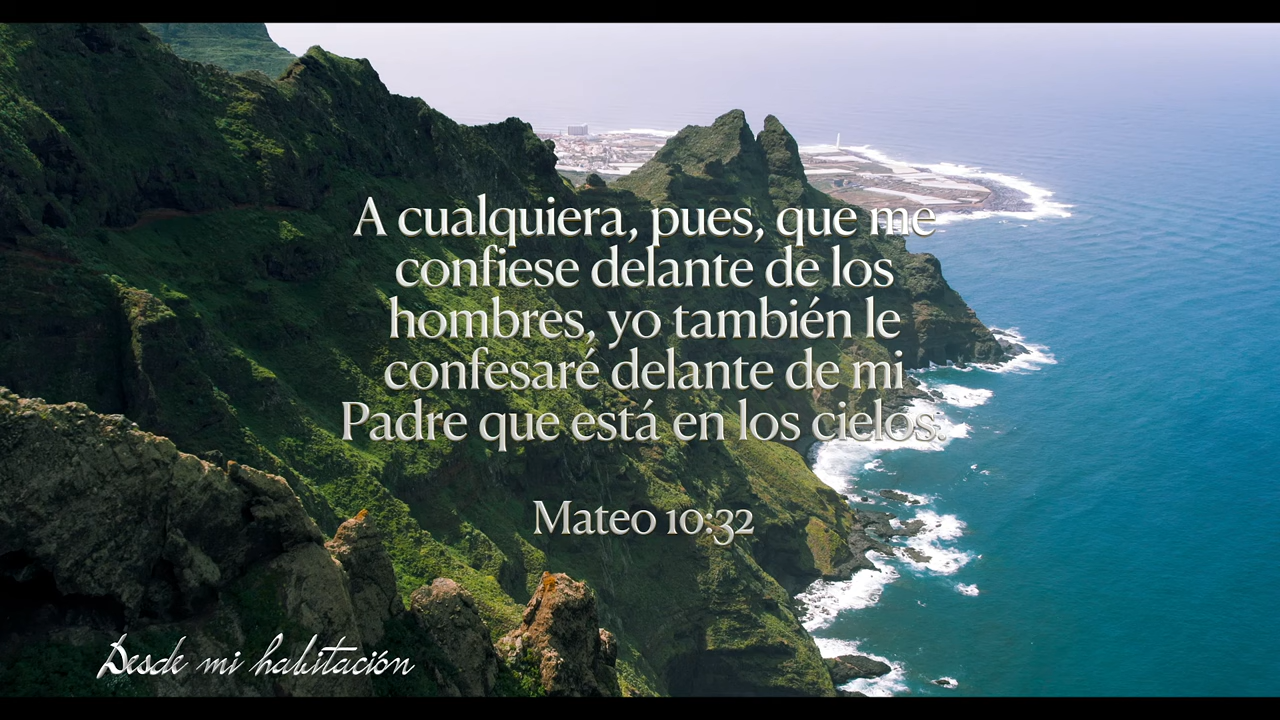 A cualquiera, pues, que me
confiese delante de los
hombres, yo también le
confesaré delante de mi
Padre que está en los cielos.
Mateo 10:32
Desde mi habitación